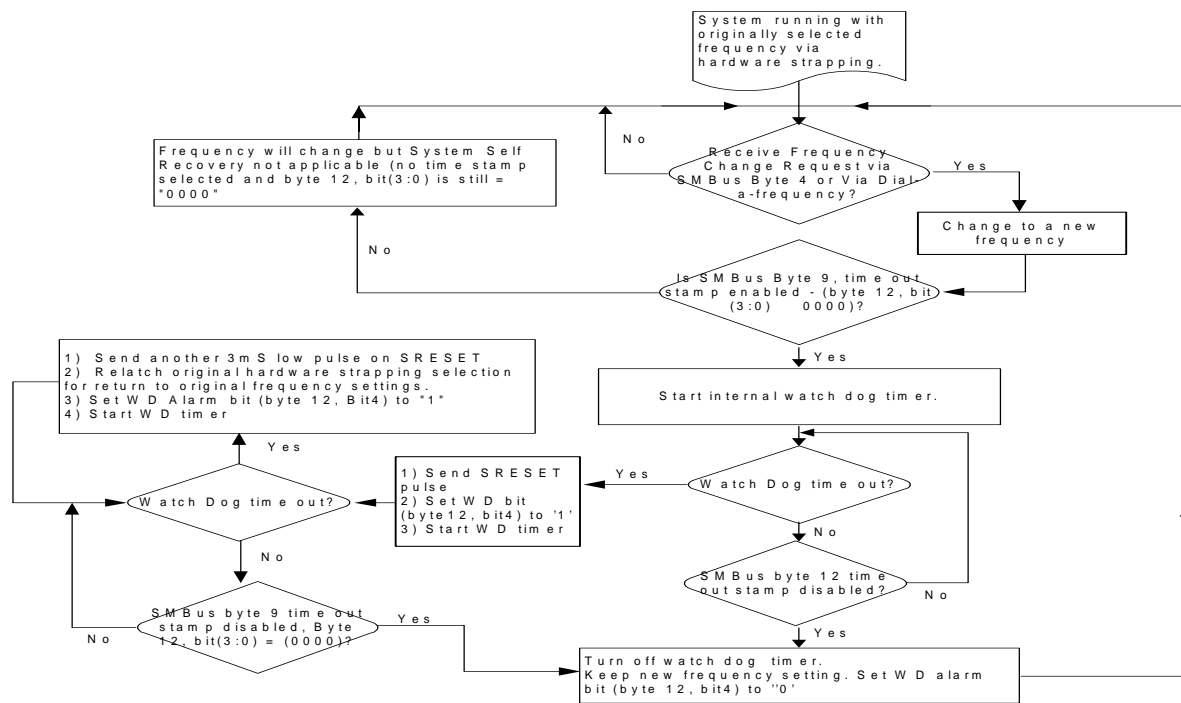 System running with
originally selected
frequency via
hardware strapping.
No
Receive Frequency
Change Request via
SMBus Byte 4 or Via Dial-
a-frequency?
Yes
Frequency will change but System Self
Recovery not applicable (no time stamp
selected and byte 12, bit(3:0) is still =
"0000"
Change to a new
frequency
No
Is SMBus Byte 9, time out
stamp enabled - (byte 12, bit
(3:0) 0000)?
Yes
1) Send another 3mS low pulse on SRESET
2) Relatch original hardware strapping selection
for return to original frequency settings.
3) Set WD Alarm bit (byte 12, Bit4) to "1"
4) Start WD timer
Start internal watch dog timer.
Yes
Watch Dog time out?
1) Send SRESET
pulse
2) Set WD bit
(byte12, bit4) to '1'
3) Start WD timer
Yes
Watch Dog time out?
No
No
SMBus byte 12 time
out stamp disabled?
No
SMBus byte 9 time out
stamp disabled, Byte
12, bit(3:0) = (0000)?
No
Yes
Yes
Turn off watch dog timer.
Keep new frequency setting. Set WD alarm
bit (byte 12, bit4) to ''0'